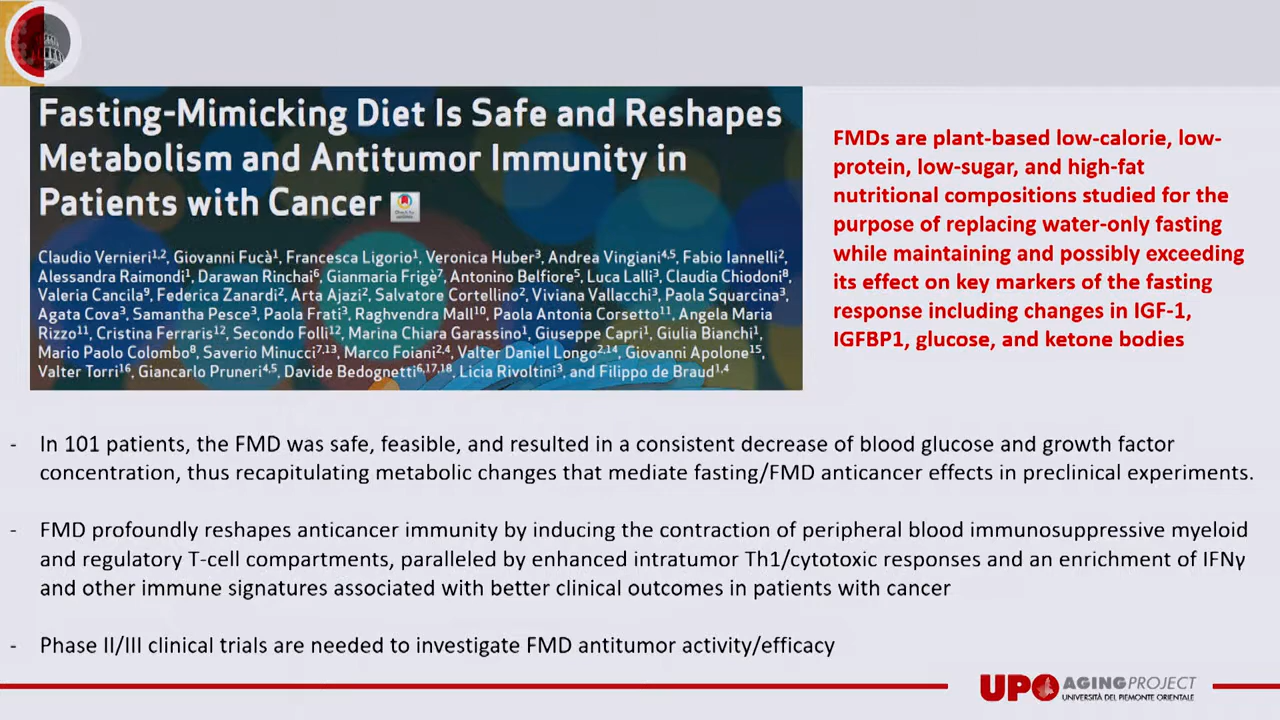 Fasting-Mimicking Diet Is Safe and Reshapes
Metabolism and Antitumor Immunity in
Patients with Cancer
Claudio Vernieri1,2, Giovanni Fucà1, Francesca Ligorio1, Veronica Huber3, Andrea Vingiani4,5, Fabio Iannelli2,
Alessandra Raimondi1, Darawan Rinchai6, Gianmaria Frigè7, Antonino Belfiore5, Luca Lalli3, Claudia Chiodoni8,
Valeria Cancila9, Federica Zanardi2, Arta Ajazi2, Salvatore Cortellino2, Viviana Vallacchi3, Paola Squarcina3,
Agata Cova3, Samantha Pesce3, Paola Frati3, Raghvendra Mall10, Paola Antonia Corsetto11, Angela Maria
Rizzo11, Cristina Ferraris12, Secondo Folli12, Marina Chiara Garassino1, Giuseppe Capri1, Giulia Bianchi1,
Mario Paolo Colombo8, Saverio Minucci7,13, Marco Foiani2,4, Valter Daniel Longo2,14, Giovanni Apolone15,
Valter Torri16, Giancarlo Pruneri4,5, Davide Bedognetti6,17,18, Licia Rivoltini3, and Filippo de Braud1,4
FMDs are plant-based low-calorie, low-
protein, low-sugar, and high-fat
nutritional compositions studied for the
purpose of replacing water-only fasting
while maintaining and possibly exceeding
its effect on key markers of the fasting
response including changes in IGF-1,
IGFBP1, glucose, and ketone bodies
- In 101 patients, the FMD was safe, feasible, and resulted in a consistent decrease of blood glucose and growth factor
concentration, thus recapitulating metabolic changes that mediate fasting/FMD anticancer effects in preclinical experiments.
- FMD profoundly reshapes anticancer immunity by inducing the contraction of peripheral blood immunosuppressive myeloid
and regulatory T-cell compartments, paralleled by enhanced intratumor Th1/cytotoxic responses and an enrichment of IFNγ
and other immune signatures associated with better clinical outcomes in patients with cancer
- Phase II/III clinical trials are needed to investigate FMD antitumor activity/efficacy
UPO AGINGPROJECT
UNIVERSITÀ DEL PIEMONTE ORIENTALE